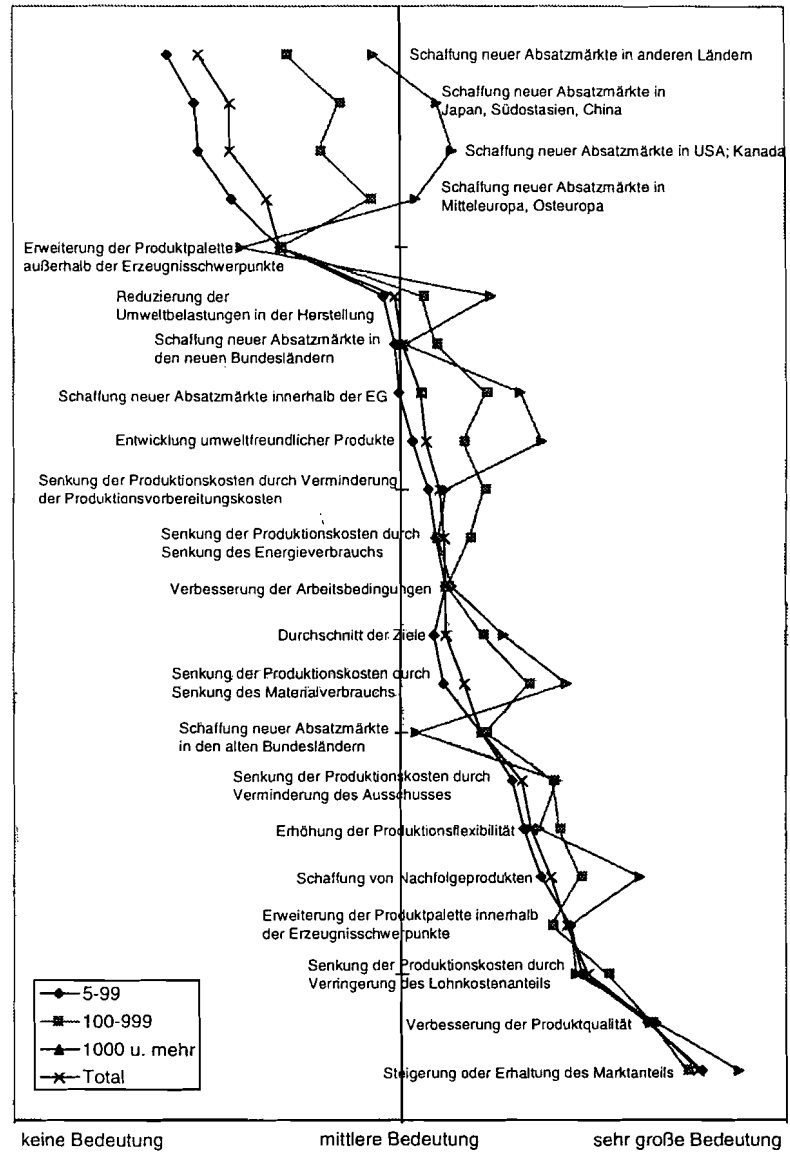 Schaffung neuer Absatzmärkte in anderen Ländern
Schaffung neuer Absatzmärkte in
Japan, Südostasien, China
Schaffung neuer Absatzmärkte in USA; Kanada
Schaffung neuer Absatzmärkte in
Mitteleuropa, Osteuropa
Erweiterung der Produktpalette
außerhalb der Erzeugnisschwerpunkte
Reduzierung der
Umweltbelastungen in der Herstellung
Schaffung neuer Absatzmärkte in
den neuen Bundesländern
Schaffung neuer Absatzmärkte innerhalb der EG
Entwicklung umweltfreundlicher Produkte
Senkung der Produktionskosten durch Verminderung
der Produktionsvorbereitungskosten
Senkung der Produktionskosten durch
Senkung des Energieverbrauchs
Verbesserung der Arbeitsbedingungen
Durchschnitt der Ziele
Senkung der Produktionskosten durch
Senkung des Materialverbrauchs
Schaffung neuer Absatzmärkte
in den alten Bundesländern
Senkung der Produktionskosten durch
Verminderung des Ausschusses
Erhöhung der Produktionsflexibilität
Schaffung von Nachfolgeprodukten
Erweiterung der Produktpalette innerhalb
der Erzeugnisschwerpunkte
Senkung der Produktionskosten durch
Verringerung des Lohnkostenanteils
Verbesserung der Produktqualität
Steigerung oder Erhaltung des Marktanteils
5-99
100-999
1000 u. mehr
Total
keine Bedeutung mittlere Bedeutung sehr große Bedeutung